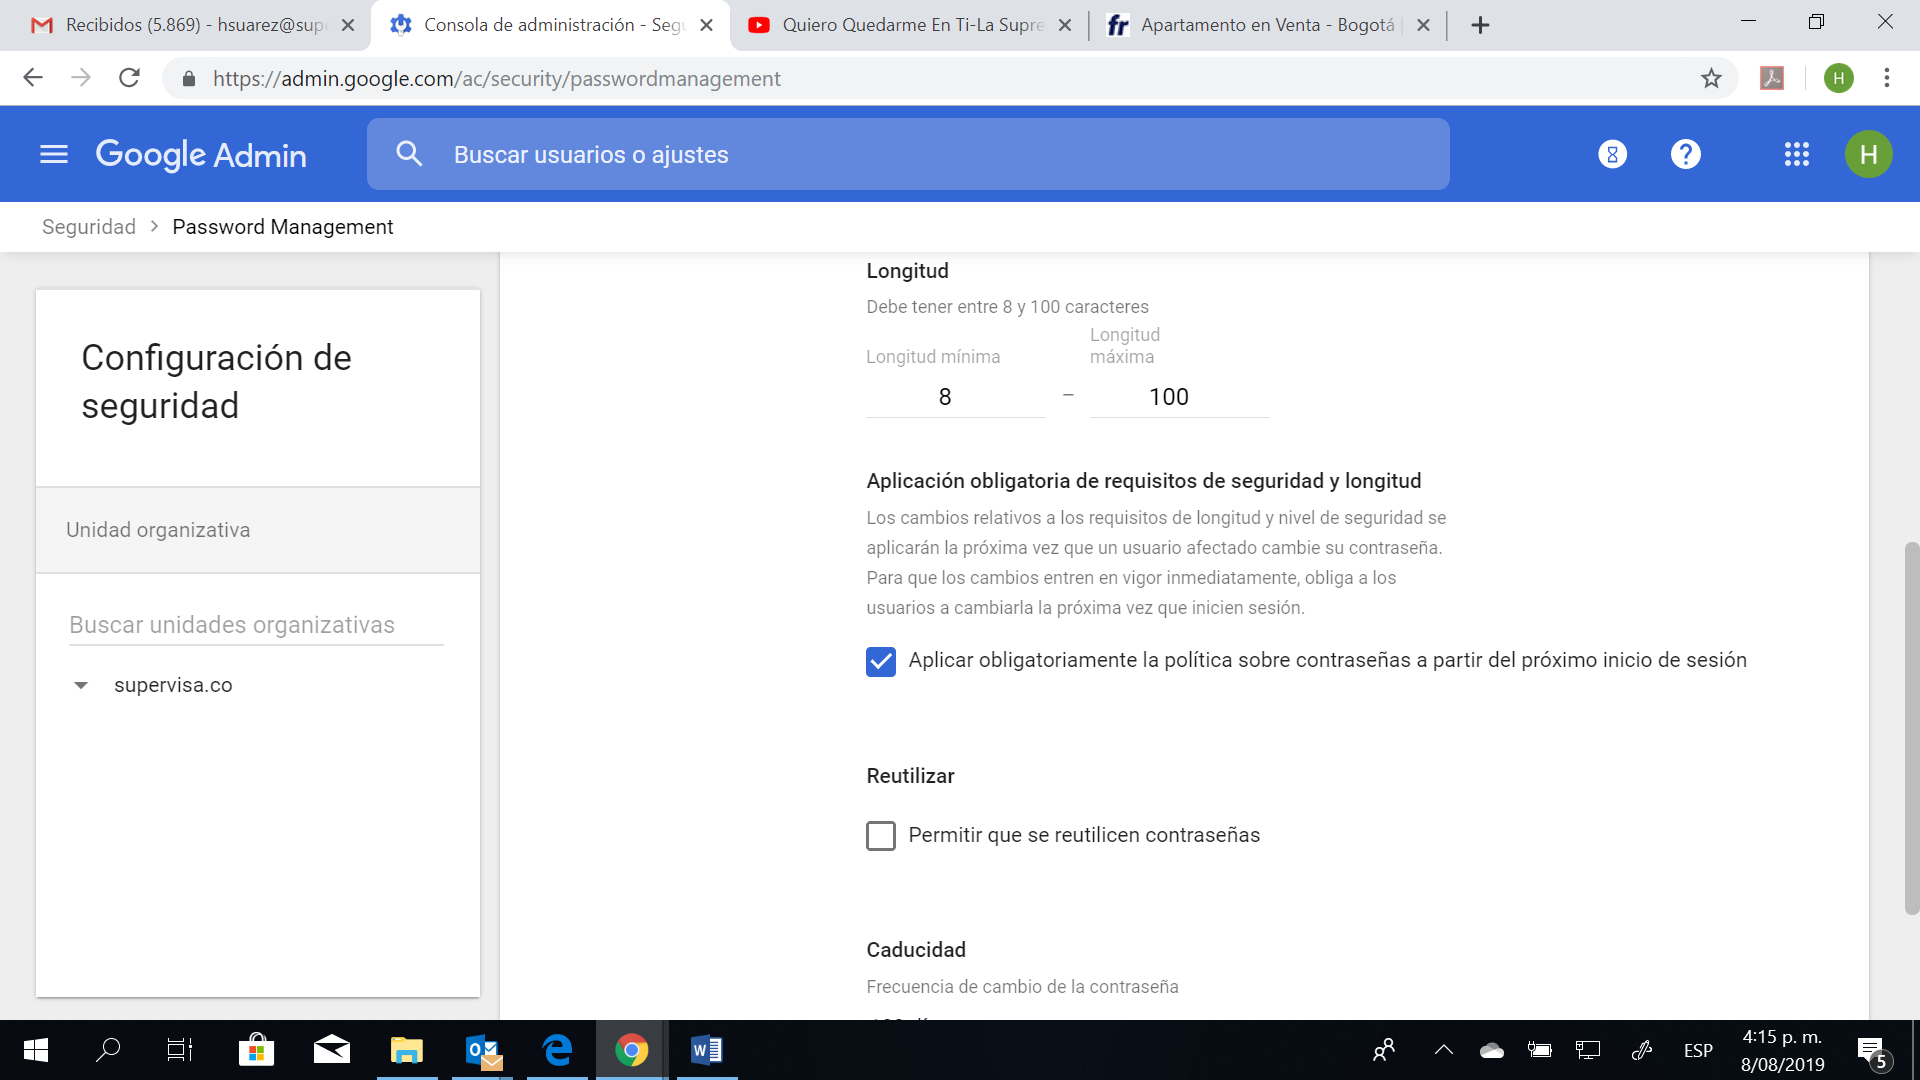 Recibidos (5.869) - hsuarez@supe
Consola de administración - Segu
Quiero Quedarme En Ti-La Supre
fr Apartamento en Venta - Bogotá |
https://admin.google.com/ac/security/passwordmanagement
H
Google Admin
Buscar usuarios o ajustes
?
H
Seguridad > Password Management
Configuración de
seguridad
Unidad organizativa
Buscar unidades organizativas
supervisa.co
Longitud
Debe tener entre 8 y 100 caracteres
Longitud mínima
Longitud
máxima
8 – 100
Aplicación obligatoria de requisitos de seguridad y longitud
Los cambios relativos a los requisitos de longitud y nivel de seguridad se
aplicarán la próxima vez que un usuario afectado cambie su contraseña.
Para que los cambios entren en vigor inmediatamente, obliga a los
usuarios a cambiarla la próxima vez que inicien sesión.
Aplicar obligatoriamente la política sobre contraseñas a partir del próximo inicio de sesión
Reutilizar
Permitir que se reutilicen contraseñas
Caducidad
Frecuencia de cambio de la contraseña
ESP
4:15 p. m.
8/08/2019
5